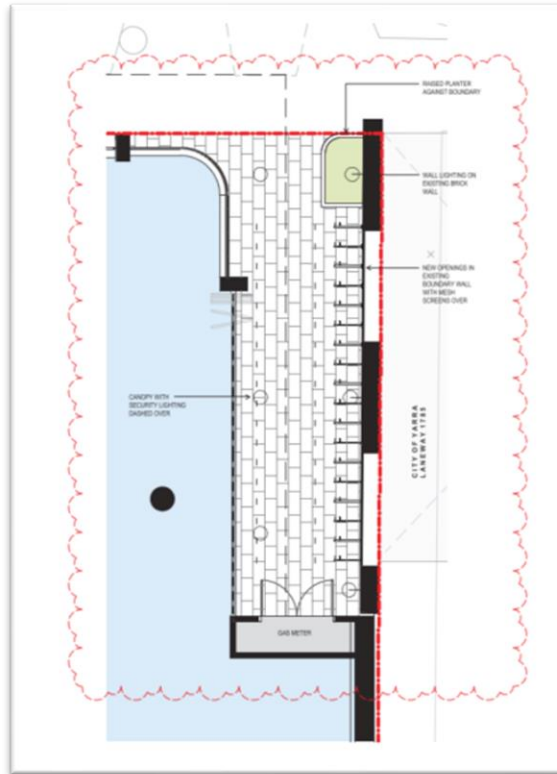 RAISED PLANTER
AGAINST BOUNDARY
WALL LIGHTING ON
EXISTING BRICK
WALL
NEW OPENINGS IN
EXISTING
BOUNDARY WALL
WITH MESH
SCREENS OVER
CANOPY WITH
SECURITY LIGHTING
DASHED OVER
CITY OF YARRA
LANEWAY 1785
GAS METER